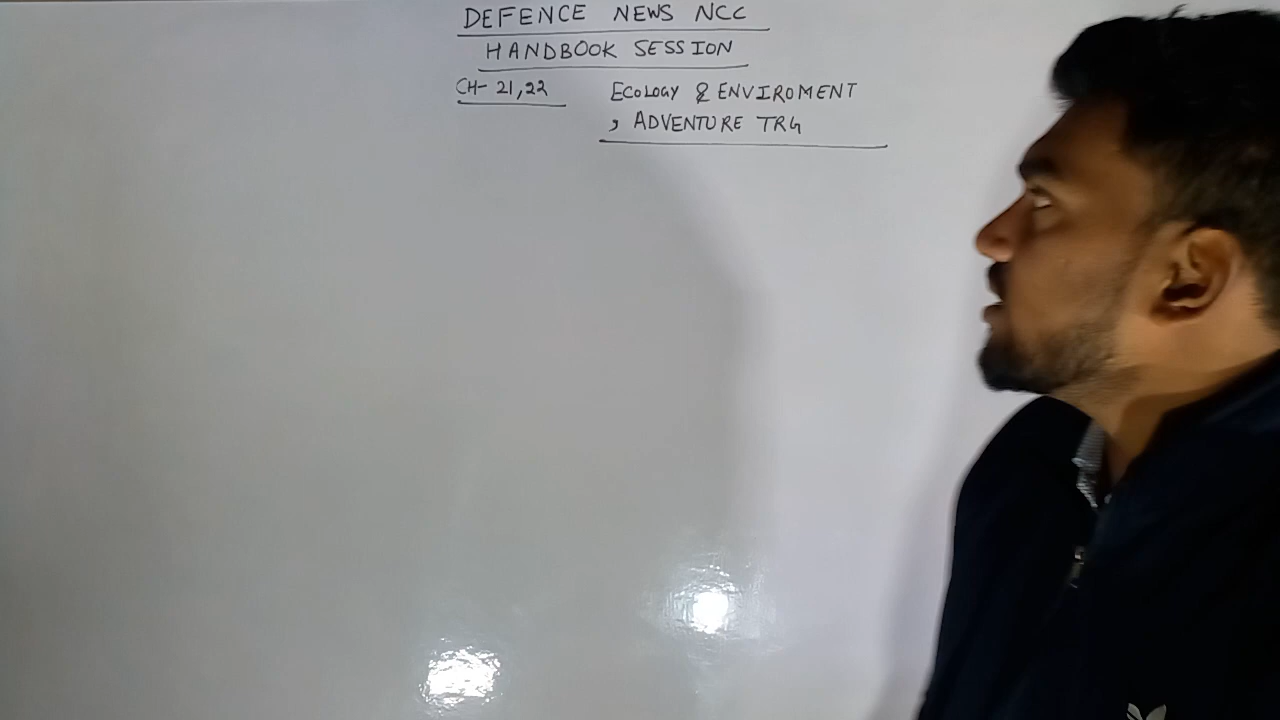 DEFENCE NEWS NCC
HANDBOOK SESSION
CH- 21,22 ECOLOGY & ENVIROMENT
, ADVENTURE TRG